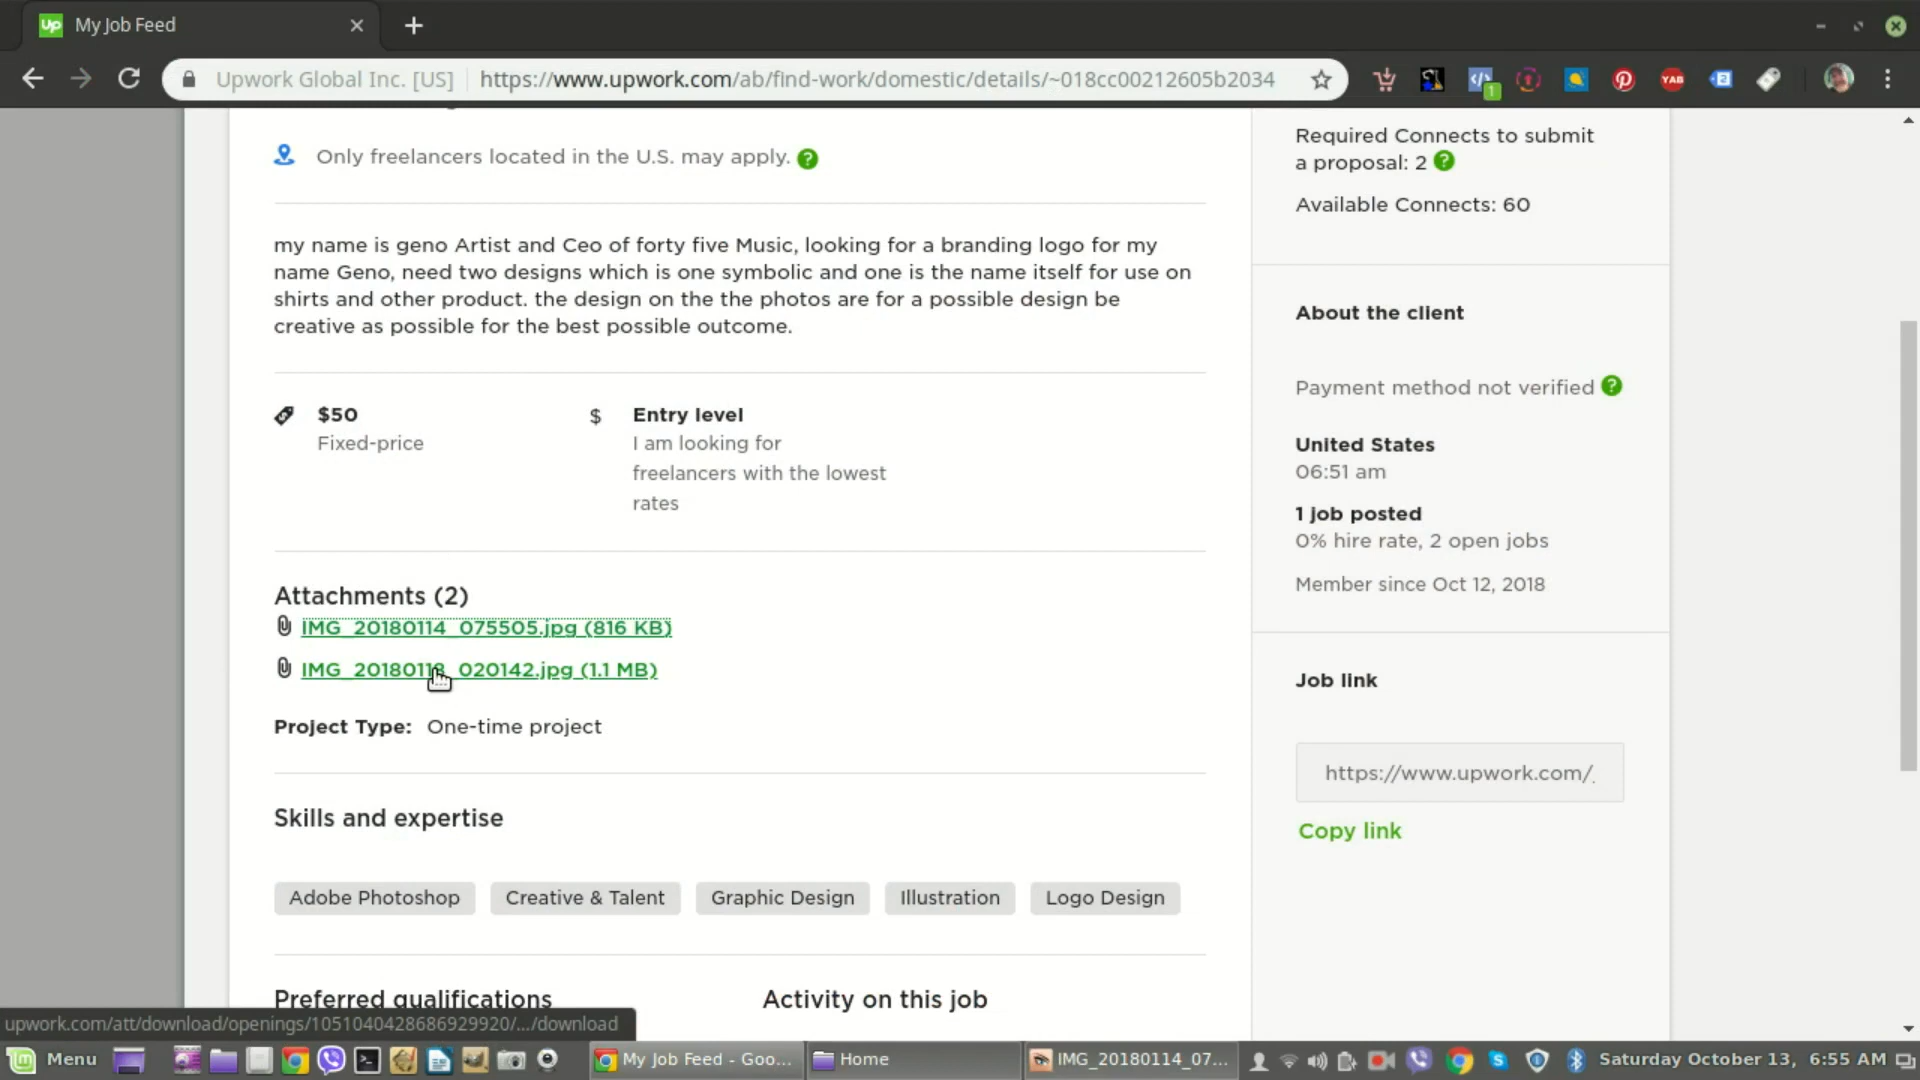 My Job Feed
Upwork Global Inc. [US]
https://www.upwork.com/ab/find-work/domestic/details/~018cc00212605b2034
YAB
1
Only freelancers located in the U.S. may apply.
my name is geno Artist and Ceo of forty five Music, looking for a branding logo for my
name Geno, need two designs which is one symbolic and one is the name itself for use on
shirts and other product. the design on the the photos are for a possible design be
creative as possible for the best possible outcome.
$50
Fixed-price
$
Entry level
I am looking for
freelancers with the lowest
rates
Attachments (2)
IMG_20180114_075505.jpg (816 KB)
IMG_20180118_020142.jpg (1.1 MB)
Project Type: One-time project
Skills and expertise
Adobe Photoshop
Creative & Talent
Graphic Design
Illustration
Logo Design
Preferred qualifications
Activity on this job
Required Connects to submit
a proposal: 2
Available Connects: 60
About the client
Payment method not verified
United States
06:51 am
1 job posted
0% hire rate, 2 open jobs
Member since Oct 12, 2018
Job link
https://www.upwork.com/
Copy link
upwork.com/att/download/openings/1051040428686929920/.../download
Menu
My Job Feed - Goo...
Home
IMG_20180114_07...
Saturday October 13, 6:55 AM